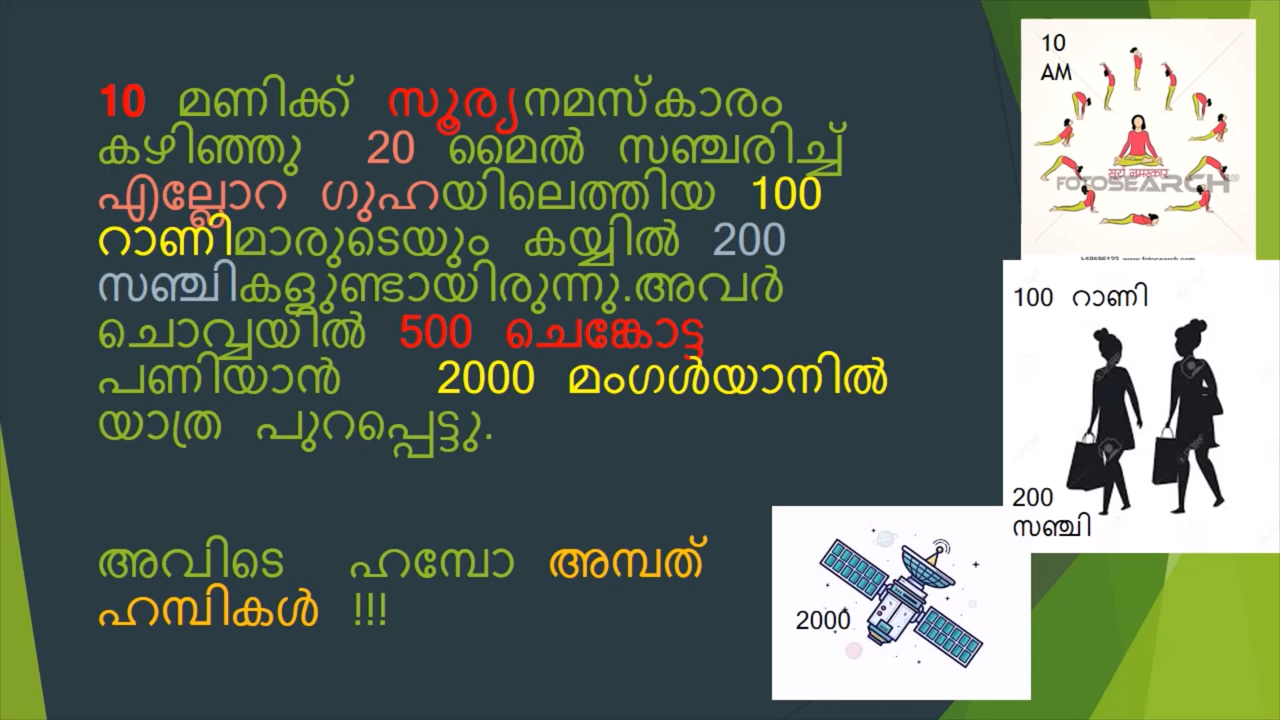 10 മണിക്ക് സൂര്യനമസ്കാരം
കഴിഞ്ഞു 20 മൈൽ സഞ്ചരിച്ച്
എല്ലോറ ഗുഹയിലെത്തിയ 100
റാണിമാരുടെയും കയ്യിൽ 200
സഞ്ചികളുണ്ടായിരുന്നു.അവർ
ചൊവ്വയിൽ 500 ചെങ്കോട്ട
പണിയാൻ 2000 മംഗൾയാനിൽ
യാത്ര പുറപ്പെട്ടു.
അവിടെ ഹമ്പോ അമ്പത്
ഹമ്പികൾ !!!
10
AM
सूर्य नमस्कार
FOTOSEARCH
100 റാണി
200
സഞ്ചി
2000